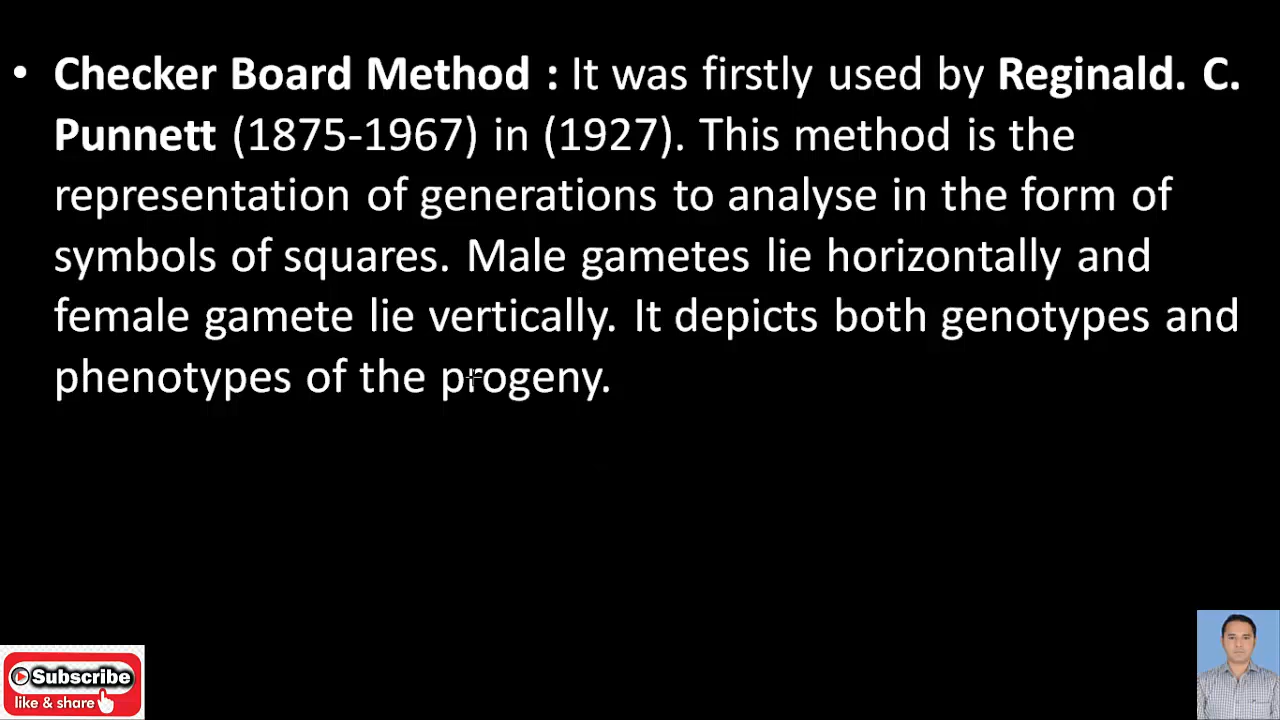 • Checker Board Method : It was firstly used by Reginald. C.
Punnett (1875-1967) in (1927). This method is the
representation of generations to analyse in the form of
symbols of squares. Male gametes lie horizontally and
female gamete lie vertically. It depicts both genotypes and
phenotypes of the progeny.
Subscribe
like & share